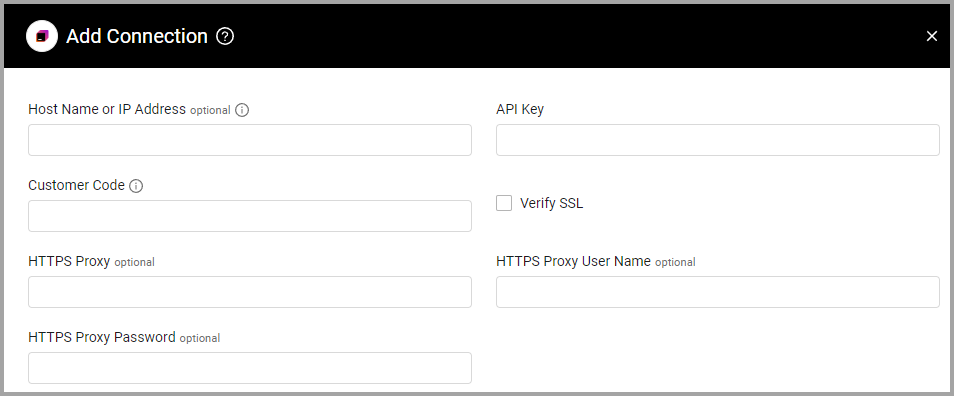 Add Connection
Host Name or IP Address optional
API Key
Customer Code
Verify SSL
HTTPS Proxy optional
HTTPS Proxy User Name optional
HTTPS Proxy Password optional